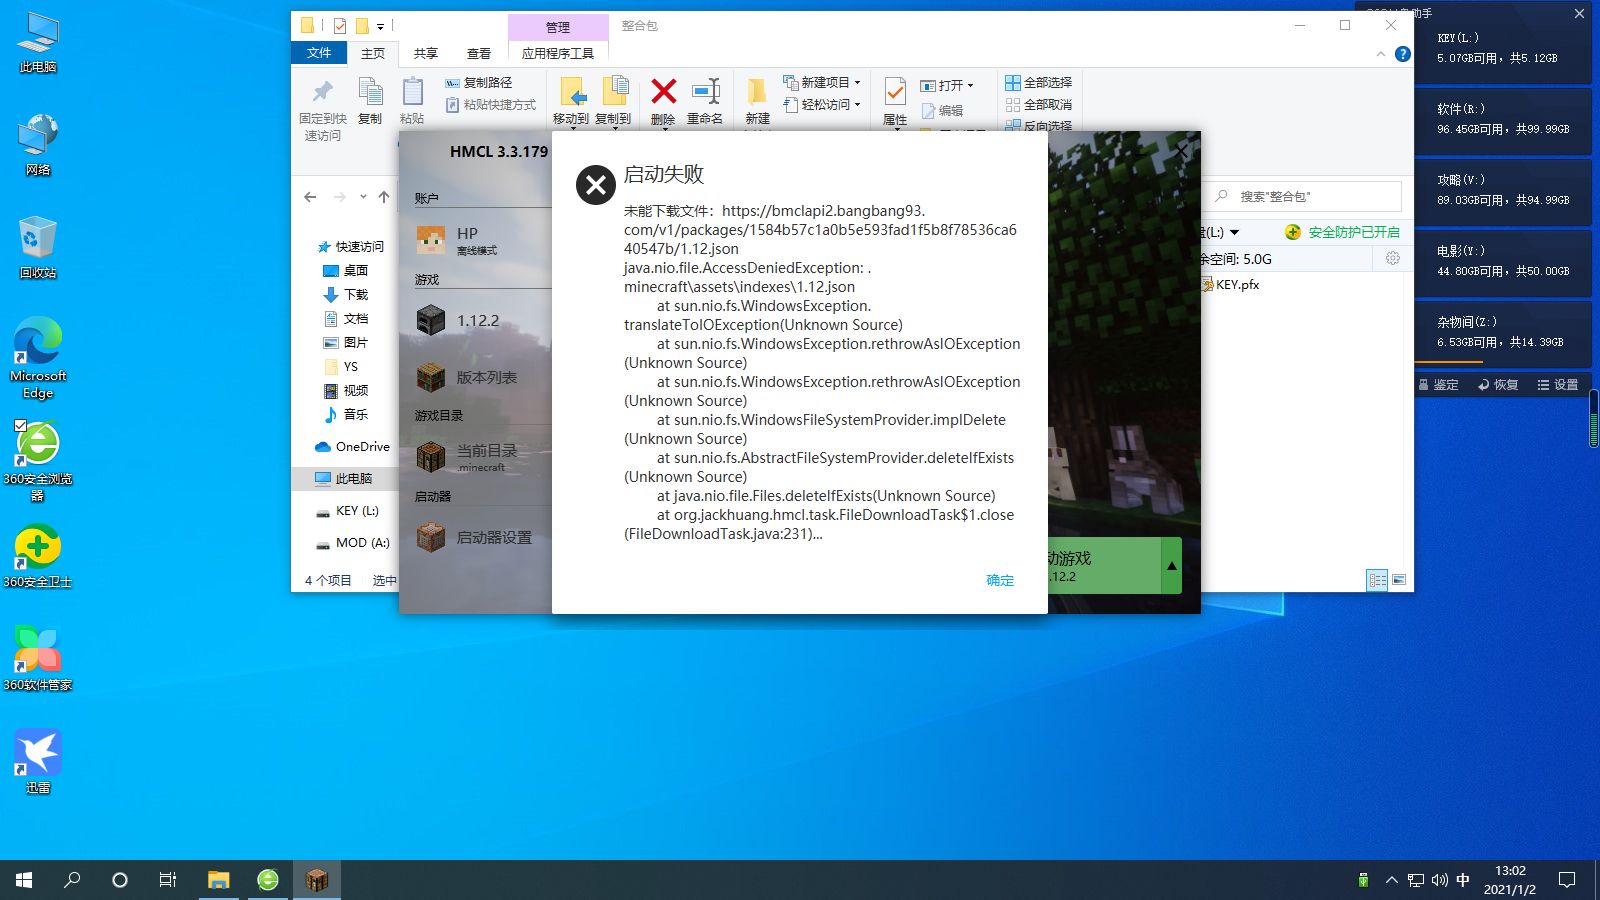 此电脑
网络
回收站
Microsoft
Edge
360安全浏览
器
360安全卫士
360软件管家
迅雷
管理
整合包
文件
主页
共享
查看
应用程序工具
固定到快
速访问
复制
粘贴
复制路径
粘贴快捷方式
移动到
复制到
删除
重命名
新建
新建项目
轻松访问
属性
打开
编辑
全部选择
全部取消
反向选择
搜索"整合包"
快速访问
桌面
下载
文档
图片
YS
视频
音乐
OneDrive
此电脑
KEY (L:)
MOD (A:)
4 个项目
选中
HMCL 3.3.179
账户
HP
离线模式
游戏
1.12.2
版本列表
游戏目录
当前目录
.minecraft
启动器
启动器设置
启动失败
未能下载文件：https://bmclapi2.bangbang93.
com/v1/packages/1584b57c1a0b5e593fad1f5b8f78536ca6
40547b/1.12.json
java.nio.file.AccessDeniedException: .
minecraft\assets\indexes\1.12.json
at sun.nio.fs.WindowsException.
translateToIOException(Unknown Source)
at sun.nio.fs.WindowsException.rethrowAsIOException
(Unknown Source)
at sun.nio.fs.WindowsException.rethrowAsIOException
(Unknown Source)
at sun.nio.fs.WindowsFileSystemProvider.implDelete
(Unknown Source)
at sun.nio.fs.AbstractFileSystemProvider.deleteIfExists
(Unknown Source)
at java.nio.file.Files.deleteIfExists(Unknown Source)
at org.jackhuang.hmcl.task.FileDownloadTask$1.close
(FileDownloadTask.java:231)...
确定
动游戏
.12.2
(L:)
安全防护已开启
余空间: 5.0G
KEY.pfx
助手
KEY(L:)
5.07GB可用，共5.12GB
软件(R:)
96.45GB可用，共99.99GB
攻略(V:)
89.03GB可用，共94.99GB
电影(Y:)
44.80GB可用，共50.00GB
杂物间(Z:)
6.53GB可用，共14.39GB
鉴定
恢复
设置
中
13:02
2021/1/2